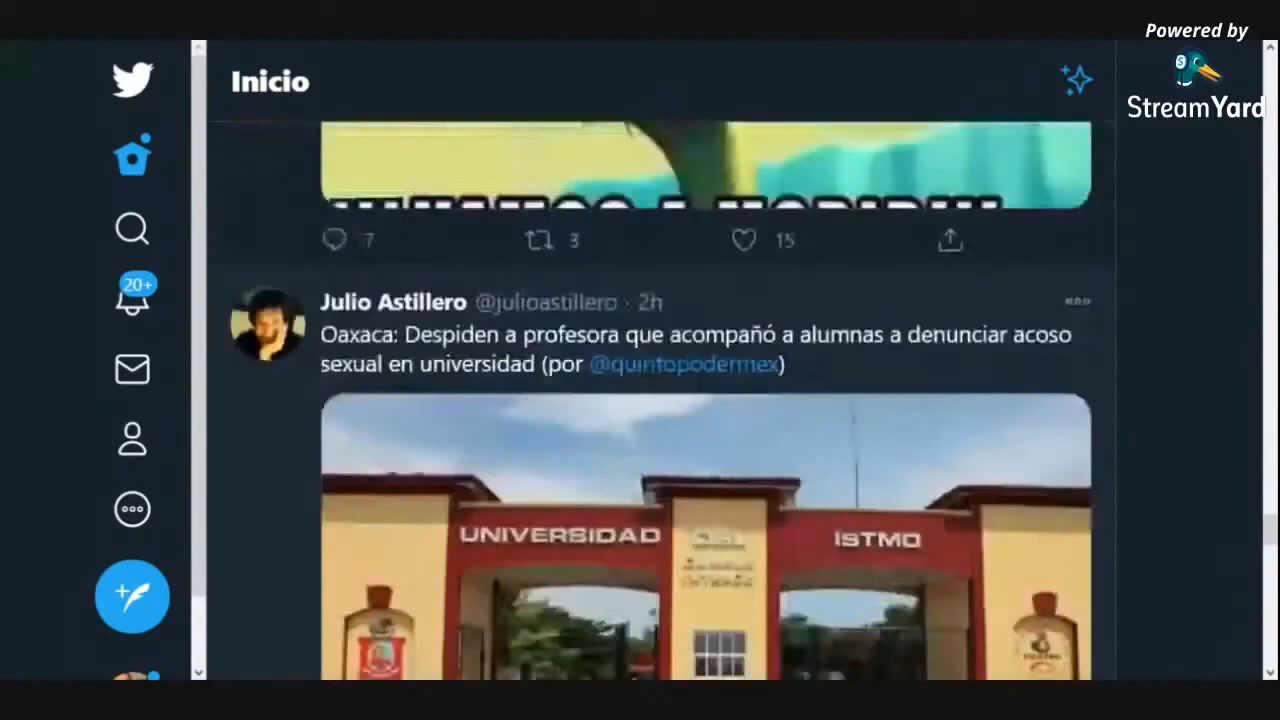 Powered by
StreamYard
Inicio
7 3 15
20+
Julio Astillero @julioastillero · 2h
Oaxaca: Despiden a profesora que acompañó a alumnas a denunciar acoso
sexual en universidad (por @quintopodermex)
UNIVERSIDAD ISTMO